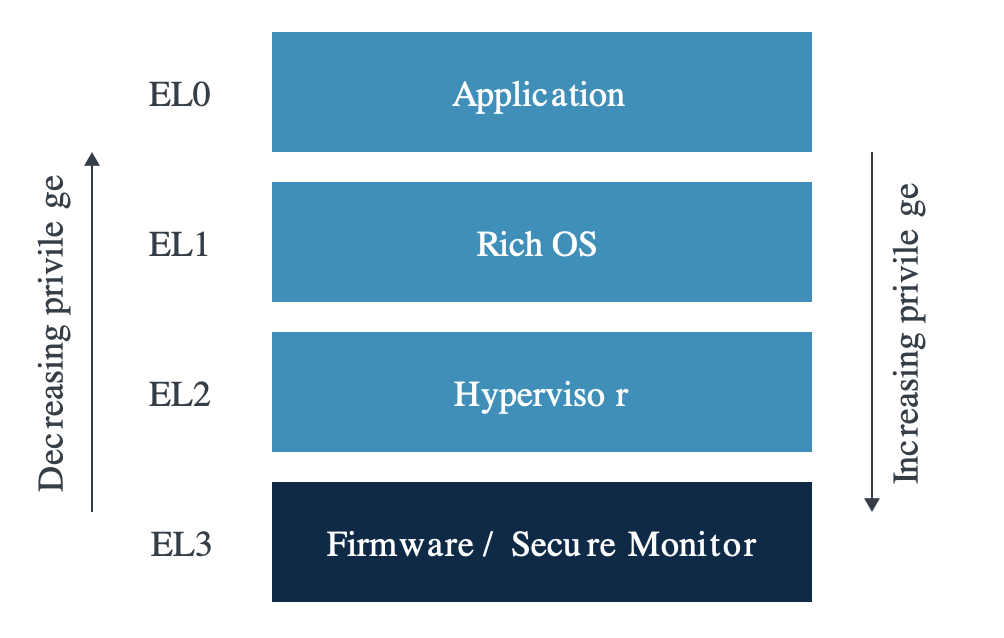 EL0
Application
EL1
Rich OS
EL2
Hypervisor
EL3
Firmware / Secure Monitor
Decreasing privilege
Increasing privilege